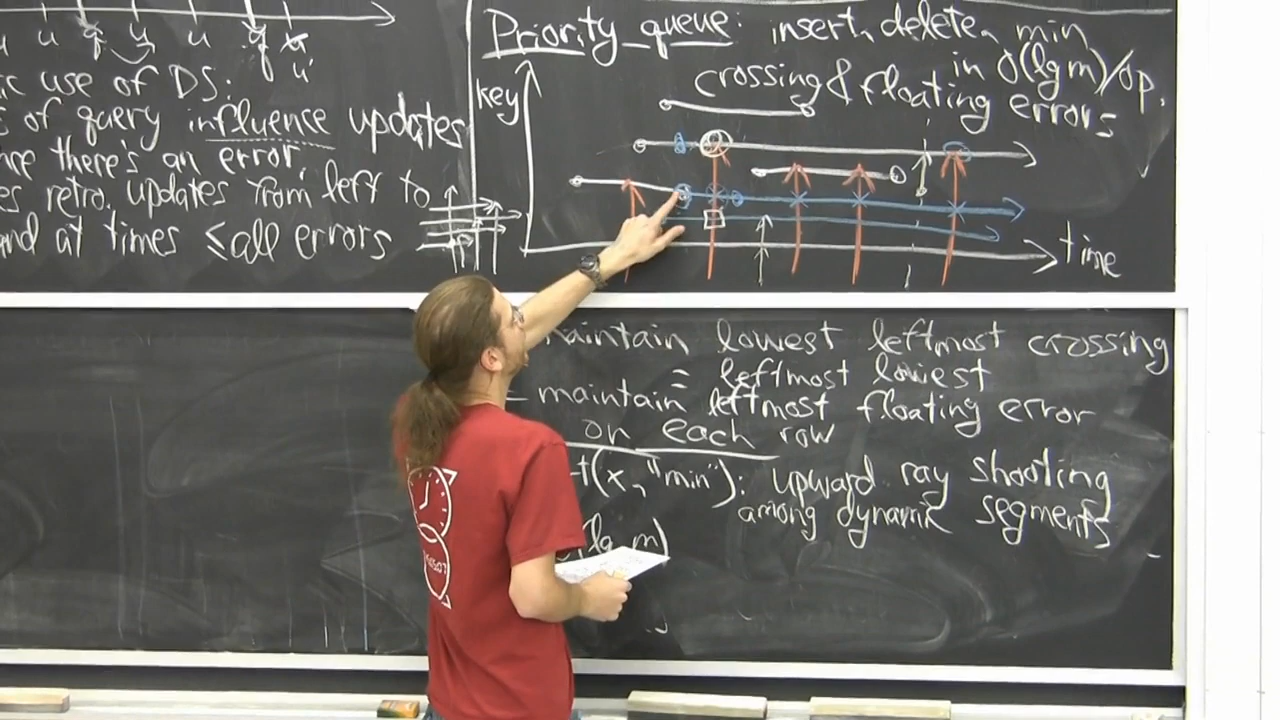 u u q u u q u
u'
ic use of DS:
s of query influence updates
there's an error.
es retro. updates from left to
and at times ≤ all errors
Priority queue: insert, delete, min
in O(lg m)/op.
crossing & floating errors
key
time
maintain lowest leftmost crossing
= leftmost lowest
– maintain leftmost floating error
on each row
t(x, "min"): upward ray shooting
among dynamic segments
(lg m)